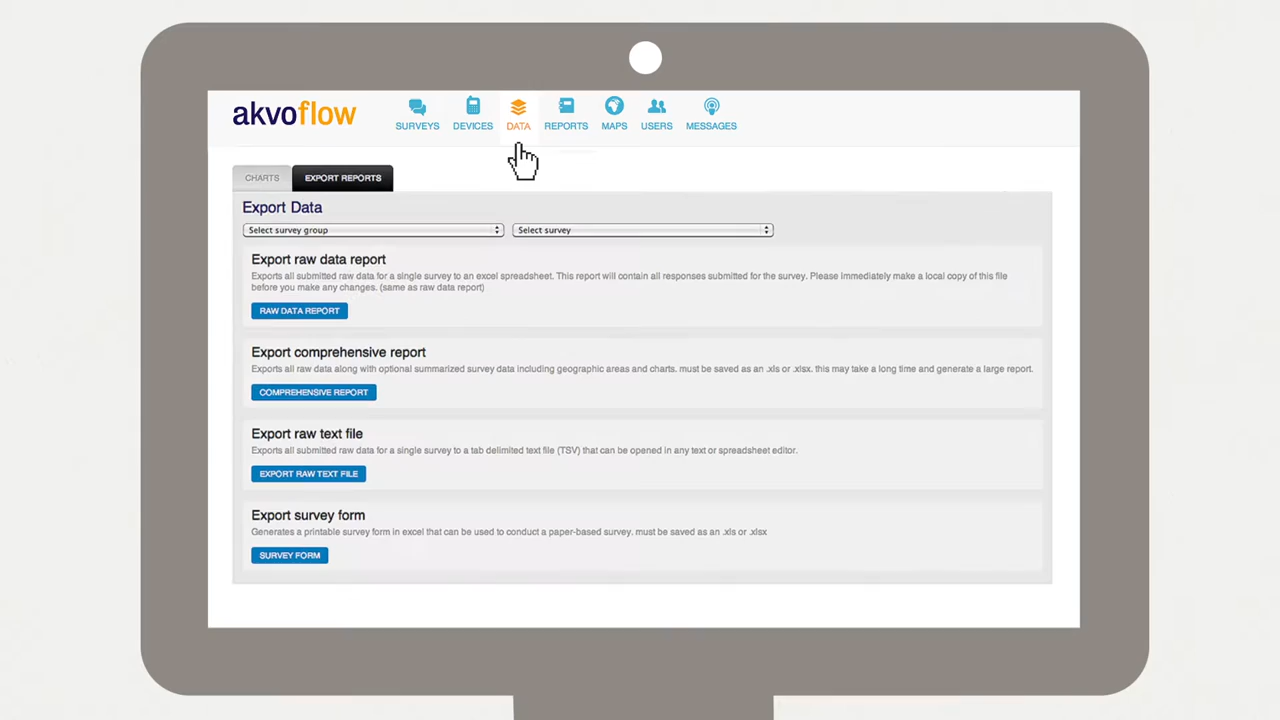 akvoflow
SURVEYS DEVICES DATA REPORTS MAPS USERS MESSAGES
CHARTS EXPORT REPORTS
Export Data
Select survey group Select survey
Export raw data report
Exports all submitted raw data for a single survey to an excel spreadsheet. This report will contain all responses submitted for the survey. Please immediately make a local copy of this file
before you make any changes. (same as raw data report)
RAW DATA REPORT
Export comprehensive report
Exports all raw data along with optional summarized survey data including geographic areas and charts. must be saved as an .xls or .xlsx. this may take a long time and generate a large report.
COMPREHENSIVE REPORT
Export raw text file
Exports all submitted raw data for a single survey to a tab delimited text file (TSV) that can be opened in any text or spreadsheet editor.
EXPORT RAW TEXT FILE
Export survey form
Generates a printable survey form in excel that can be used to conduct a paper-based survey. must be saved as an .xls or .xlsx
SURVEY FORM